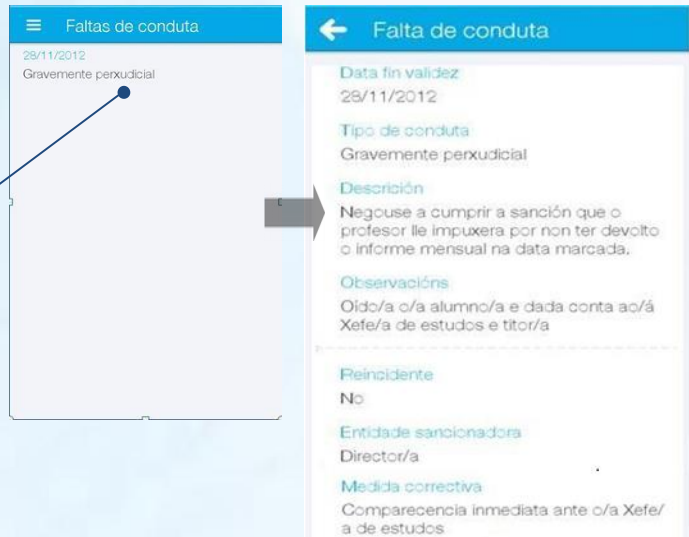 Faltas de conduta
28/11/2012
Gravemente perxudicial
Falta de conduta
Data fin validez
28/11/2012
Tipo de conduta
Gravemente perxudicial
Descrición
Negouse a cumprir a sanción que o
profesor lle impuxera por non ter devolto
o informe mensual na data marcada.
Observacións
Oído/a o/a alumno/a e dada conta ao/á
Xefe/a de estudos e titor/a
Reincidente
No
Entidade sancionadora
Director/a
Medida correctiva
Comparecencia inmediata ante o/a Xefe/
a de estudos